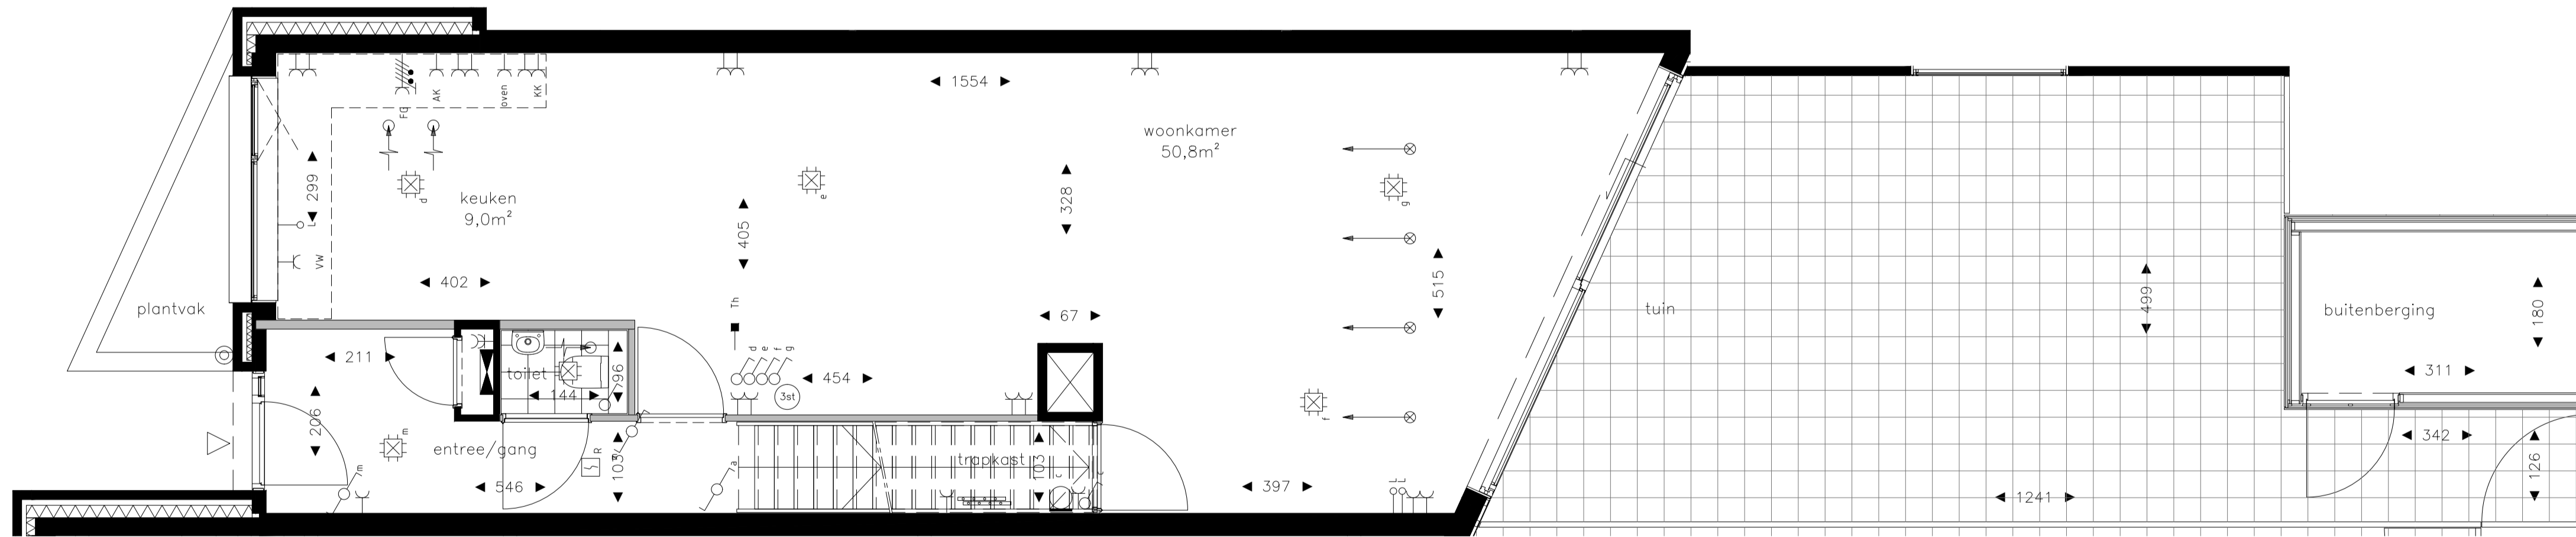 FG
AK
oven
KK
1554
woonkamer
50,8m²
299
d
keuken
9,0m²
L
VW
402
e
405
328
g
515
Th
67
plantvak
tuin
499
buitenberging
180
211
d
e
f
g
454
3st
96
toilet
144
206
m
entree/gang
R
103
a
trapkast
103
c
f
311
342
126
m
546
397
1241